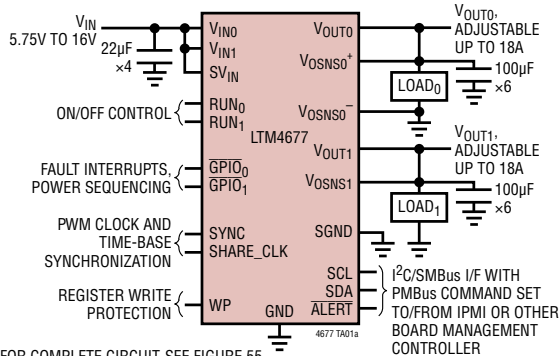 VIN
5.75V TO 16V
22µF
×4
ON/OFF CONTROL
FAULT INTERRUPTS,
POWER SEQUENCING
PWM CLOCK AND
TIME-BASE
SYNCHRONIZATION
REGISTER WRITE
PROTECTION
VIN0
VIN1
SVIN
RUN0
RUN1
GPIO0
GPIO1
SYNC
SHARE_CLK
WP
LTM4677
GND
VOUT0
VOSNS0+
VOSNS0–
VOUT1
VOSNS1
SGND
SCL
SDA
ALERT
VOUT0,
ADJUSTABLE
UP TO 18A
100µF
×6
LOAD0
VOUT1,
ADJUSTABLE
UP TO 18A
100µF
×6
LOAD1
I2C/SMBus I/F WITH
PMBus COMMAND SET
TO/FROM IPMI OR OTHER
BOARD MANAGEMENT
CONTROLLER
4677 TA01a
FOR COMPLETE CIRCUIT, SEE FIGURE 55